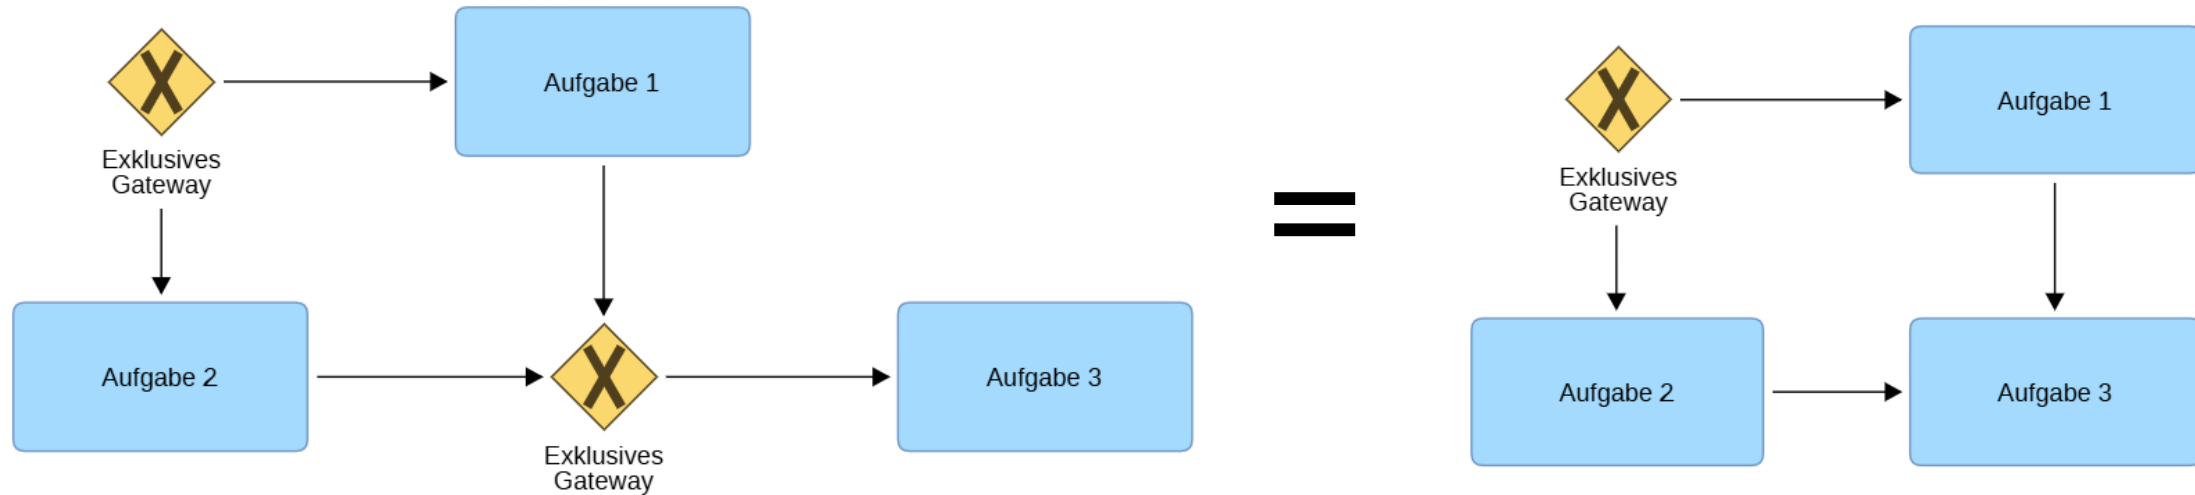 Aufgabe 1
Exklusives
Gateway
Aufgabe 2
Exklusives
Gateway
Aufgabe 3
=
Aufgabe 1
Exklusives
Gateway
Aufgabe 2
Aufgabe 3